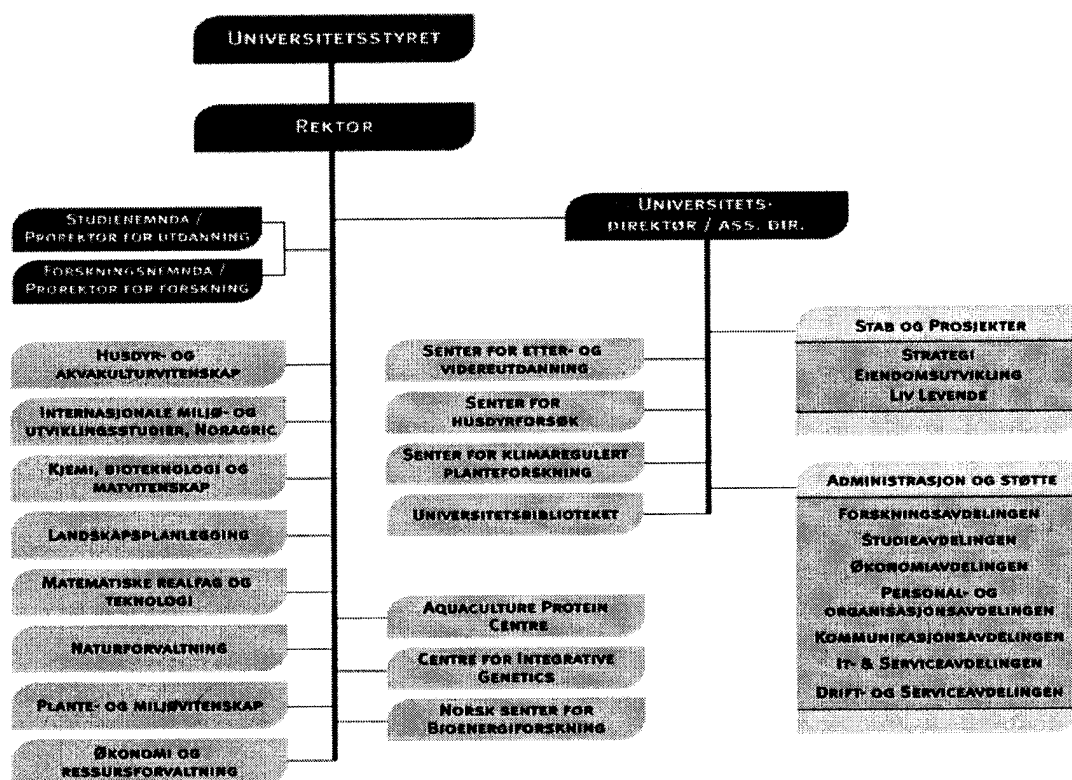 UNIVERSITETSSTYRET
REKTOR
UNIVERSITETS-
DIREKTØR / ASS. DIR.
STUDIENEMNDA /
PROREKTOR FOR UTDANNING
FORSKNINGSNEMNDA /
PROREKTOR FOR FORSKNING
HUSDYR- OG
AKVAKULTURVITENSKAP
INTERNASJONALE MILJØ- OG
UTVIKLINGSSTUDIER, NORAGRIC
KJEMI, BIOTEKNOLOGI OG
MATVITENSKAP
LANDSKAPSPLANLEGGING
MATEMATISKE REALFAG OG
TEKNOLOGI
NATURFORVALTNING
PLANTE- OG MILJØVITENSKAP
ØKONOMI OG
RESSUKSFORVALTNING
SENTER FOR ETTER- OG
VIDEREUTDANNING
SENTER FOR
HUSDYRFORSØK
SENTER FOR KLIMAREGULERT
PLANTEFORSKNING
UNIVERSITETSBIBLIOTEKET
AQUACULTURE PROTEIN
CENTRE
CENTRE FOR INTEGRATIVE
GENETICS
NORSK SENTER FOR
BIOENERGIFORSKNING
STAB OG PROSJEKTER
STRATEGI
EIENDOMSUTVIKLING
LIV LEVENDE
ADMINISTRASJON OG STØTTE
FORSKNINGSAVDELINGEN
STUDIEAVDELINGEN
ØKONOMIAVDELINGEN
PERSONAL- OG
ORGANISASJONSAVDELINGEN
KOMMUNIKASJONSAVDELINGEN
IT- & SERVICEAVDELINGEN
DRIFT- OG SERVICEAVDELINGEN